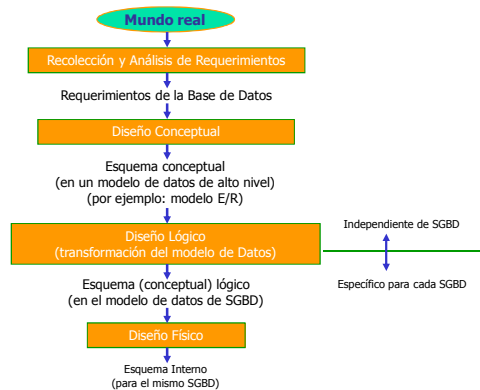 Mundo real
Recolección y Análisis de Requerimientos
Requerimientos de la Base de Datos
Diseño Conceptual
Esquema conceptual
(en un modelo de datos de alto nivel)
(por ejemplo: modelo E/R)
Diseño Lógico
(transformación del modelo de Datos)
Independiente de SGBD
Específico para cada SGBD
Esquema (conceptual) lógico
(en el modelo de datos de SGBD)
Diseño Físico
Esquema Interno
(para el mismo SGBD)